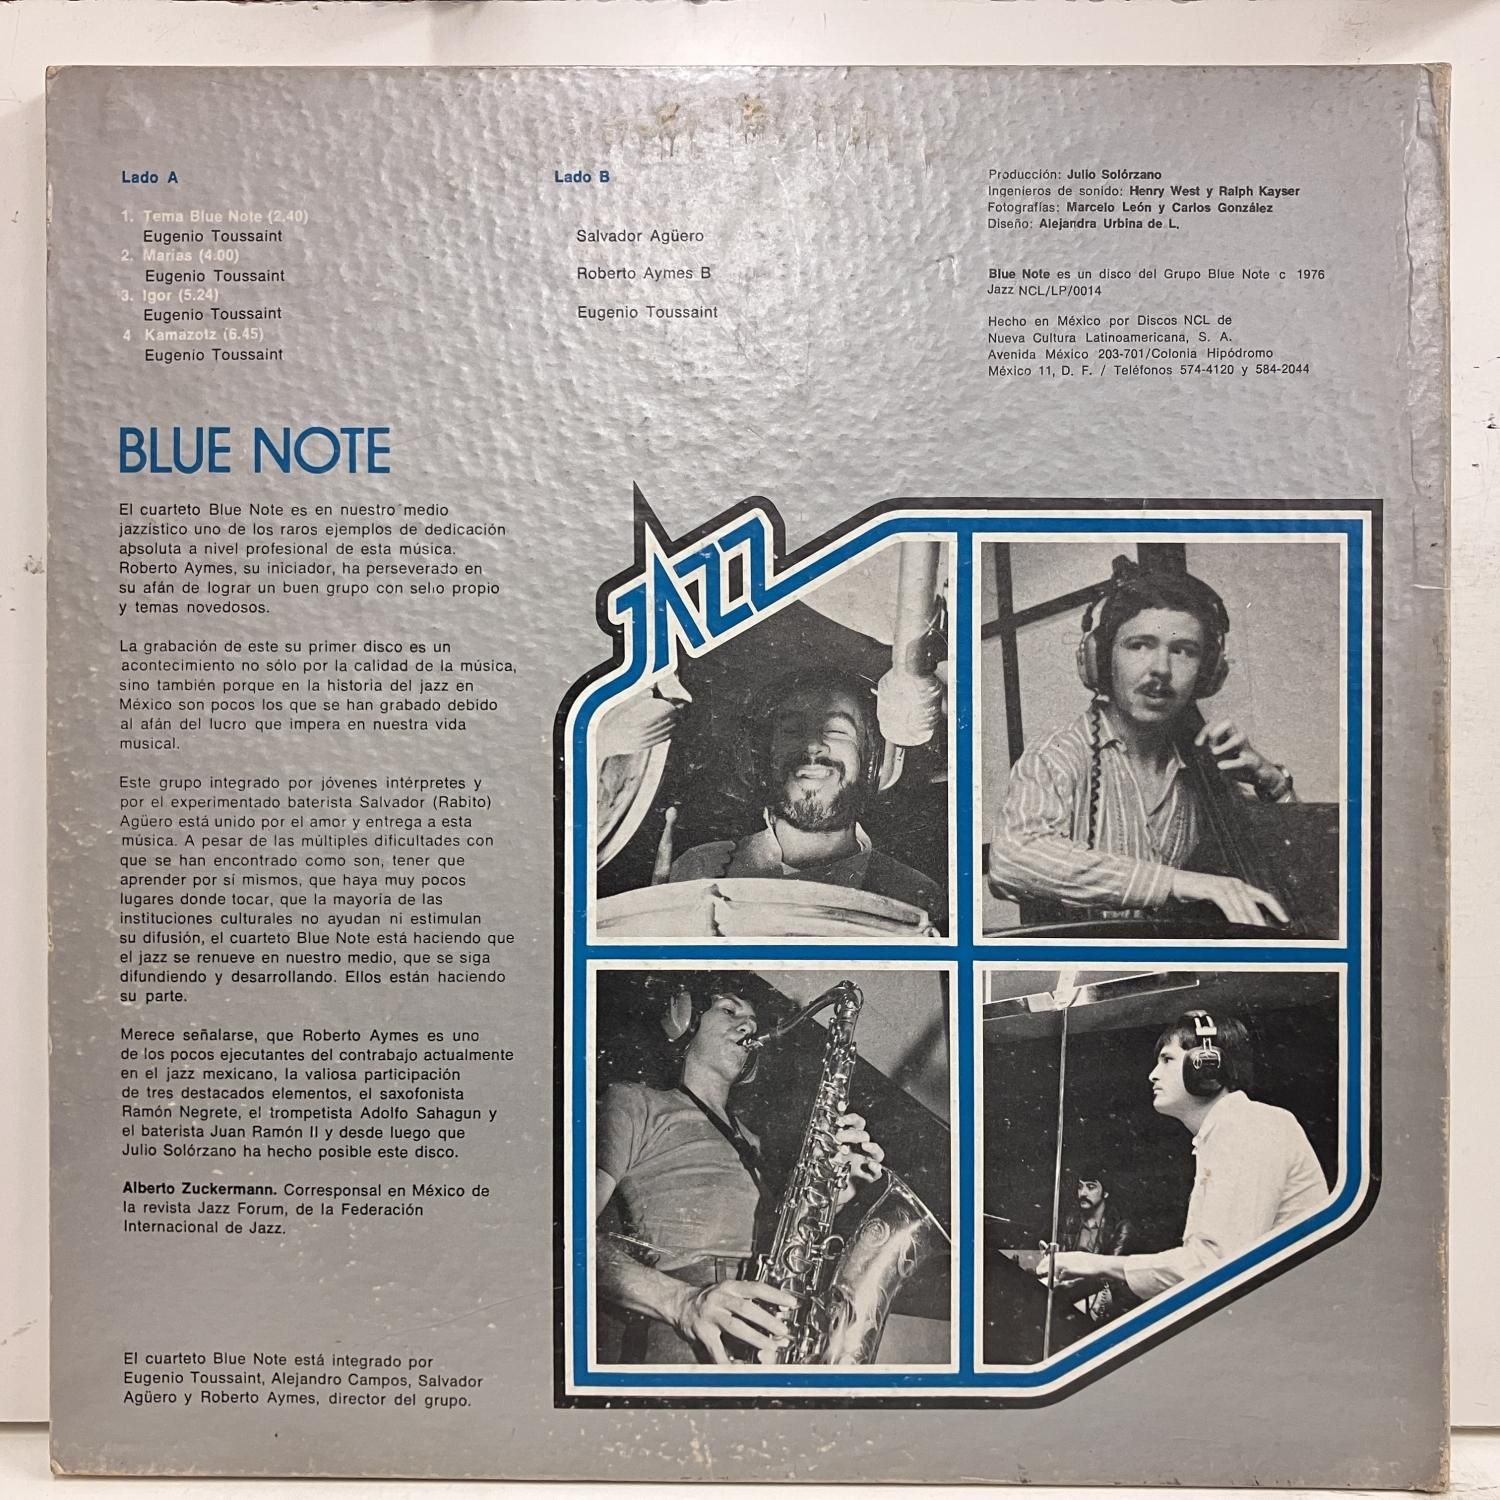 Lado A
1. Tema Blue Note (2.40)
Eugenio Toussaint
2. Marías (4.00)
Eugenio Toussaint
3. Igor (5.24)
Eugenio Toussaint
4 Kamazotz (6.45)
Eugenio Toussaint
Lado B
Salvador Agüero
Roberto Aymes B
Eugenio Toussaint
Producción: Julio Solórzano
Ingenieros de sonido: Henry West y Ralph Kayser
Fotografías: Marcelo León y Carlos González
Diseño: Alejandra Urbina de L.
Blue Note es un disco del Grupo Blue Note c 1976
Jazz NCL/LP/0014
Hecho en México por Discos NCL de
Nueva Cultura Latinoamericana, S. A.
Avenida México 203-701/Colonia Hipódromo
México 11, D. F. / Teléfonos 574-4120 y 584-2044
BLUE NOTE
El cuarteto Blue Note es en nuestro medio
jazzístico uno de los raros ejemplos de dedicación
absoluta a nivel profesional de esta música.
Roberto Aymes, su iniciador, ha perseverado en
su afán de lograr un buen grupo con sello propio
y temas novedosos.
La grabación de este su primer disco es un
acontecimiento no sólo por la calidad de la música,
sino también porque en la historia del jazz en
México son pocos los que se han grabado debido
al afán del lucro que impera en nuestra vida
musical.
Este grupo integrado por jóvenes intérpretes y
por el experimentado baterista Salvador (Rabito)
Agüero está unido por el amor y entrega a esta
música. A pesar de las múltiples dificultades con
que se han encontrado como son, tener que
aprender por sí mismos, que haya muy pocos
lugares donde tocar, que la mayoría de las
instituciones culturales no ayudan ni estimulan
su difusión, el cuarteto Blue Note está haciendo que
el jazz se renueve en nuestro medio, que se siga
difundiendo y desarrollando. Ellos están haciendo
su parte.
Merece señalarse, que Roberto Aymes es uno
de los pocos ejecutantes del contrabajo actualmente
en el jazz mexicano, la valiosa participación
de tres destacados elementos, el saxofonista
Ramón Negrete, el trompetista Adolfo Sahagun y
el baterista Juan Ramón II y desde luego que
Julio Solórzano ha hecho posible este disco.
Alberto Zuckermann. Corresponsal en México de
la revista Jazz Forum, de la Federación
Internacional de Jazz.
El cuarteto Blue Note está integrado por
Eugenio Toussaint, Alejandro Campos, Salvador
Agüero y Roberto Aymes, director del grupo.
JAZZ